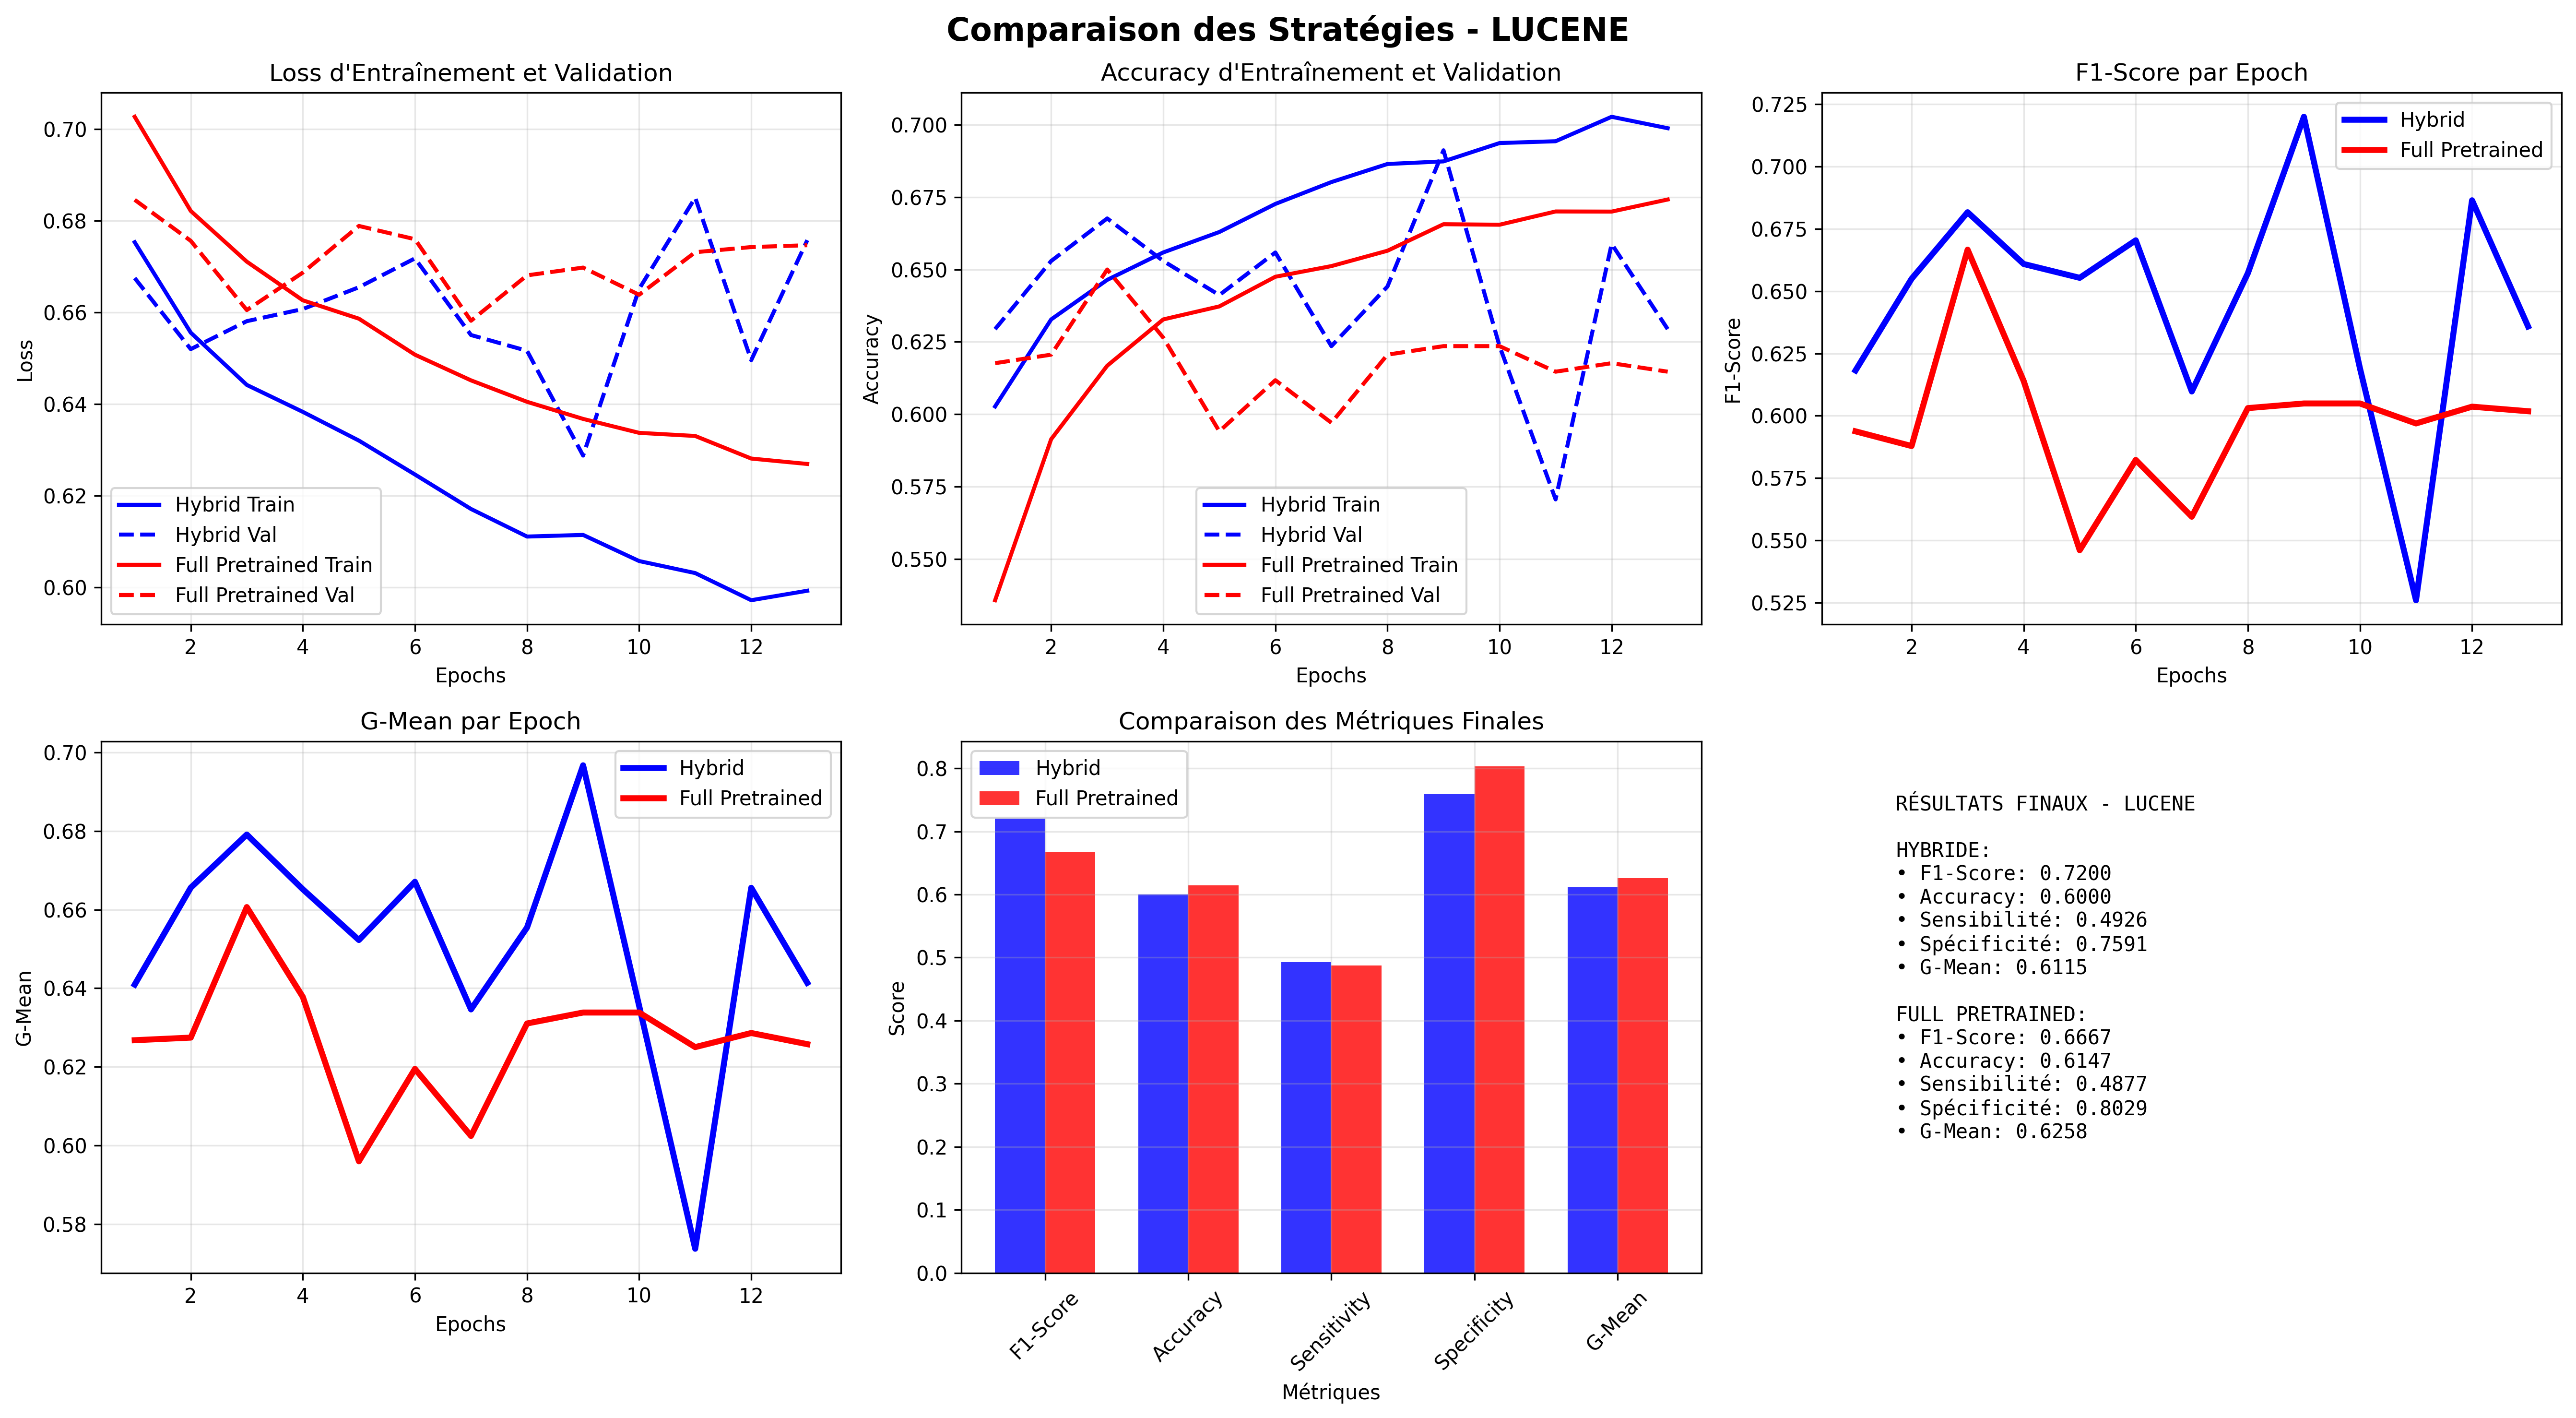 Comparaison des Stratégies - LUCENE
Loss d'Entraînement et Validation
0.70
0.68
0.66
0.64
0.62
0.60
Loss
2 4 6 8 10 12
Epochs
Hybrid Train
Hybrid Val
Full Pretrained Train
Full Pretrained Val
Accuracy d'Entraînement et Validation
0.700
0.675
0.650
0.625
0.600
0.575
0.550
Accuracy
2 4 6 8 10 12
Epochs
Hybrid Train
Hybrid Val
Full Pretrained Train
Full Pretrained Val
F1-Score par Epoch
0.725
0.700
0.675
0.650
0.625
0.600
0.575
0.550
0.525
F1-Score
2 4 6 8 10 12
Epochs
Hybrid
Full Pretrained
G-Mean par Epoch
0.70
0.68
0.66
0.64
0.62
0.60
0.58
G-Mean
2 4 6 8 10 12
Epochs
Hybrid
Full Pretrained
Comparaison des Métriques Finales
0.8
0.7
0.6
0.5
0.4
0.3
0.2
0.1
0.0
Score
Hybrid
Full Pretrained
F1-Score Accuracy Sensitivity Specificity G-Mean
Métriques
RÉSULTATS FINAUX - LUCENE
HYBRIDE:
• F1-Score: 0.7200
• Accuracy: 0.6000
• Sensibilité: 0.4926
• Spécificité: 0.7591
• G-Mean: 0.6115
FULL PRETRAINED:
• F1-Score: 0.6667
• Accuracy: 0.6147
• Sensibilité: 0.4877
• Spécificité: 0.8029
• G-Mean: 0.6258